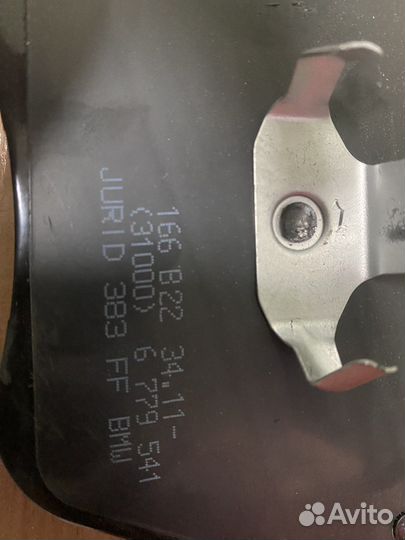 166 B22 34.11-
(31000) 6 779 541
JURID 383 FF BMW
Avito